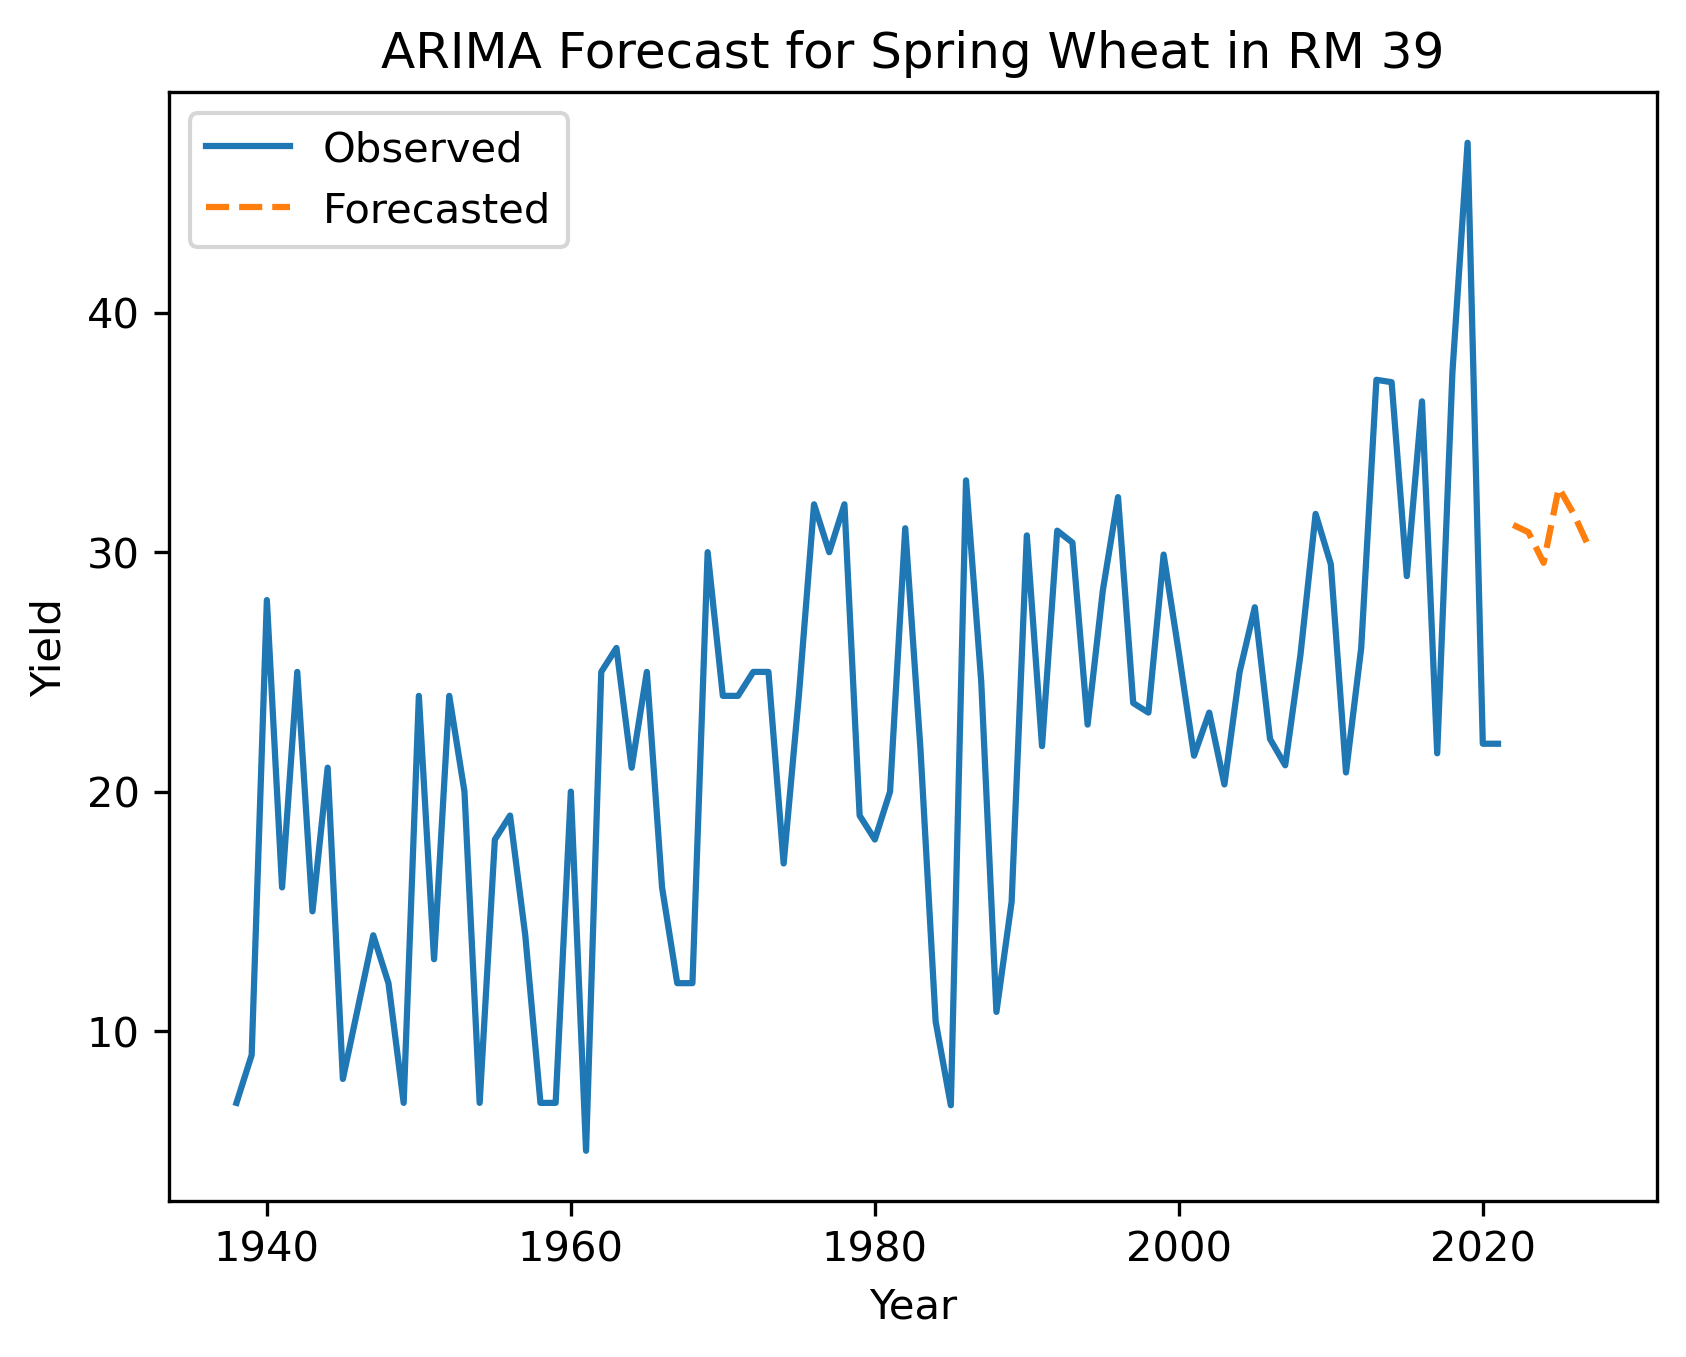 ARIMA Forecast for Spring Wheat in RM 39
Observed
Forecasted
40
30
20
10
Yield
1940 1960 1980 2000 2020
Year